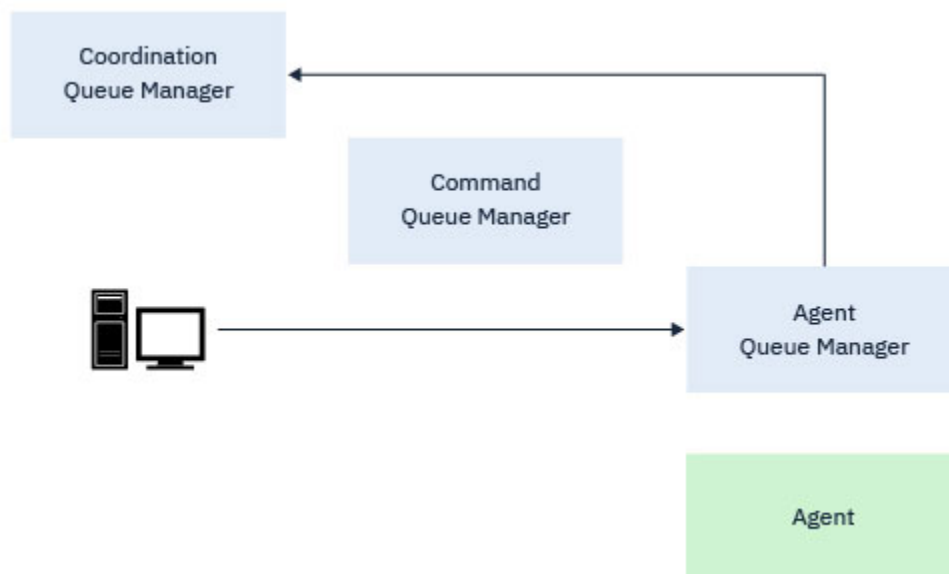 Coordination
Queue Manager
Command
Queue Manager
Agent
Queue Manager
Agent